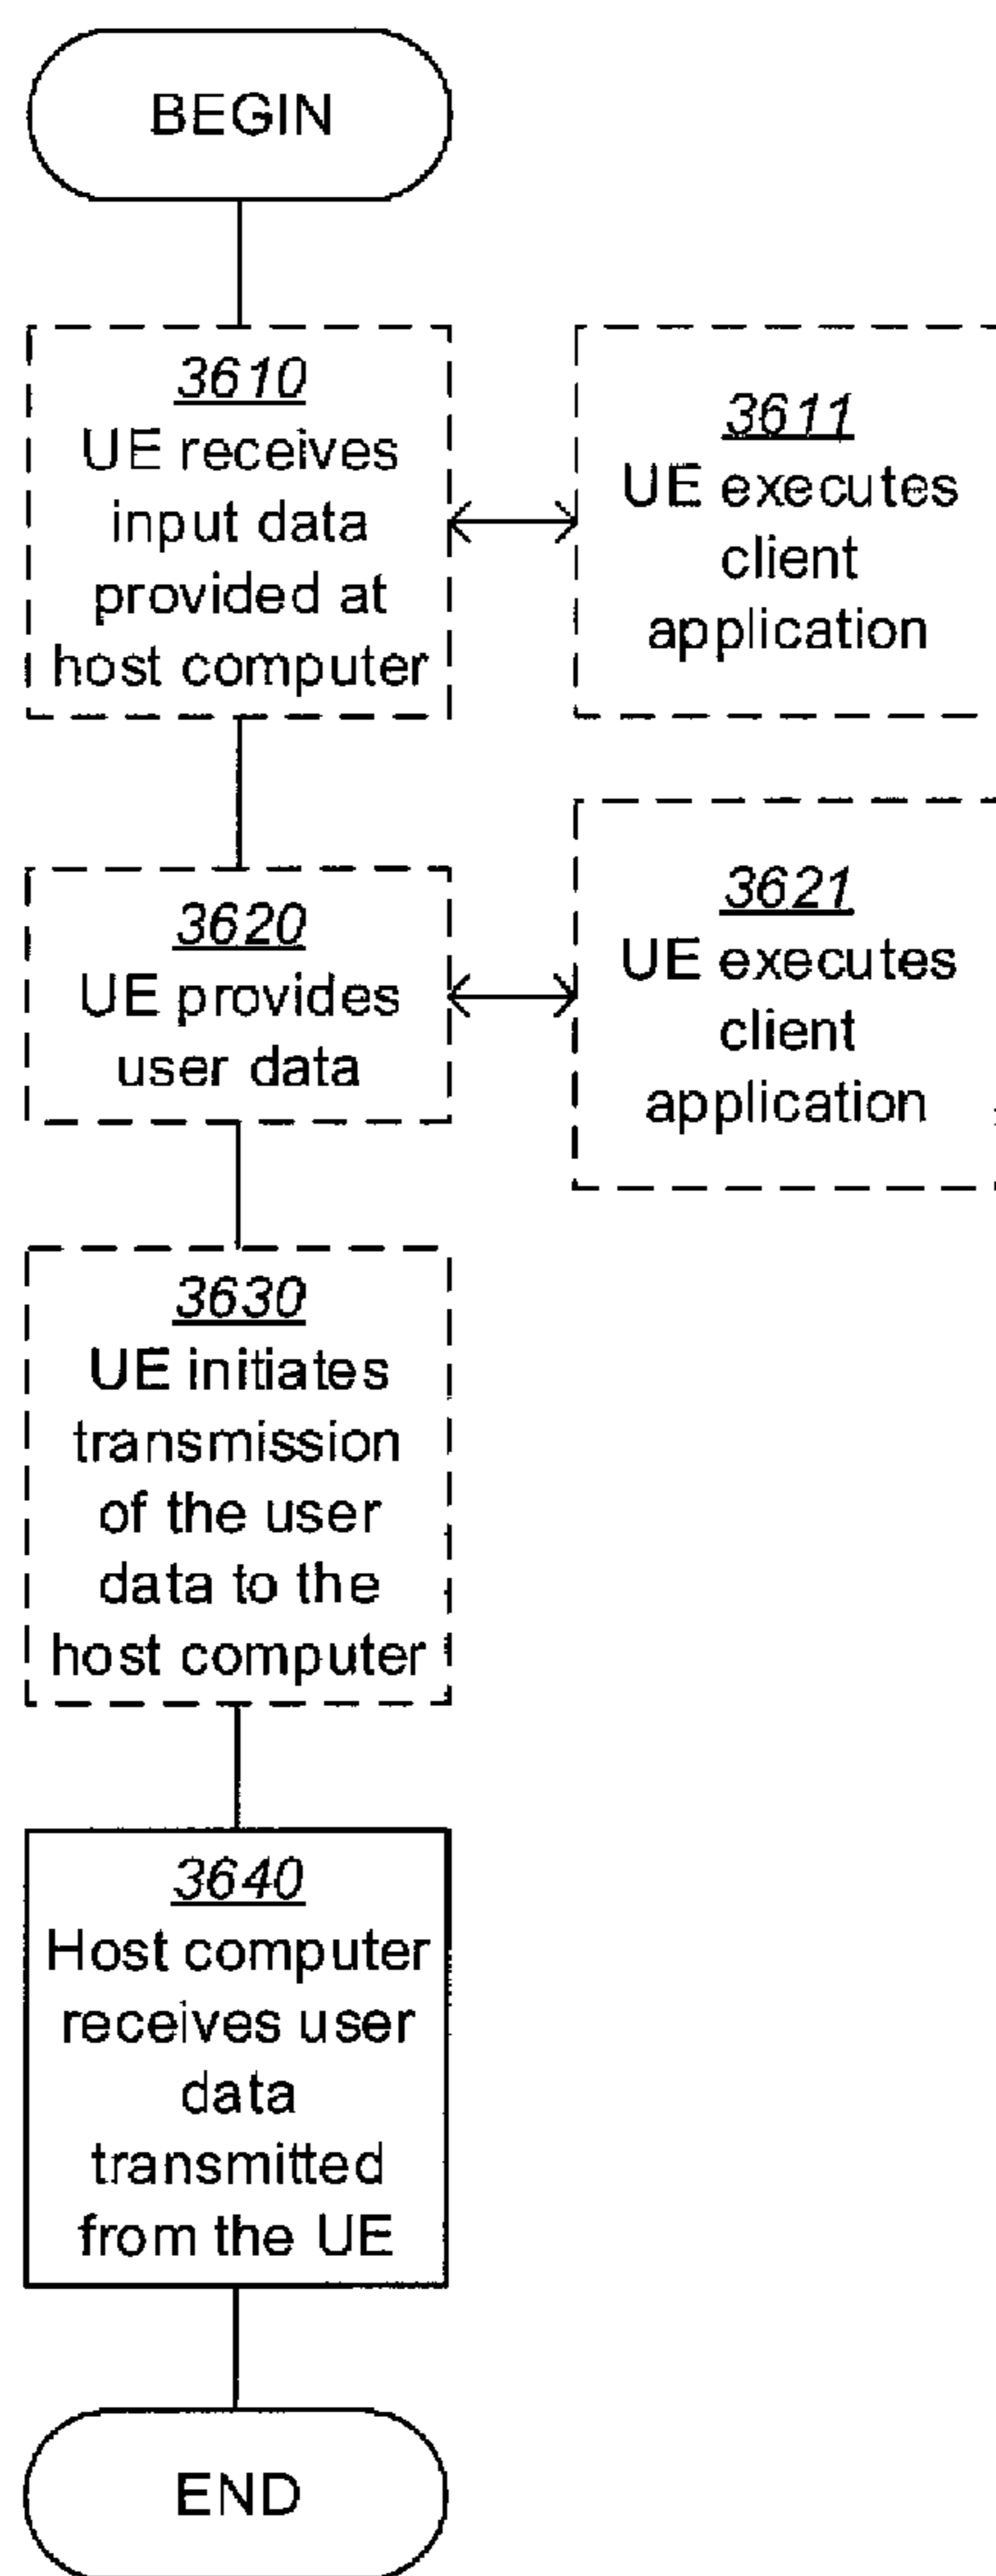 BEGIN
3610
UE receives
input data
provided at
host computer
3611
UE executes
client
application
3620
UE provides
user data
3621
UE executes
client
application
3630
UE initiates
transmission
of the user
data to the
host computer
3640
Host computer
receives user
data
transmitted
from the UE
END